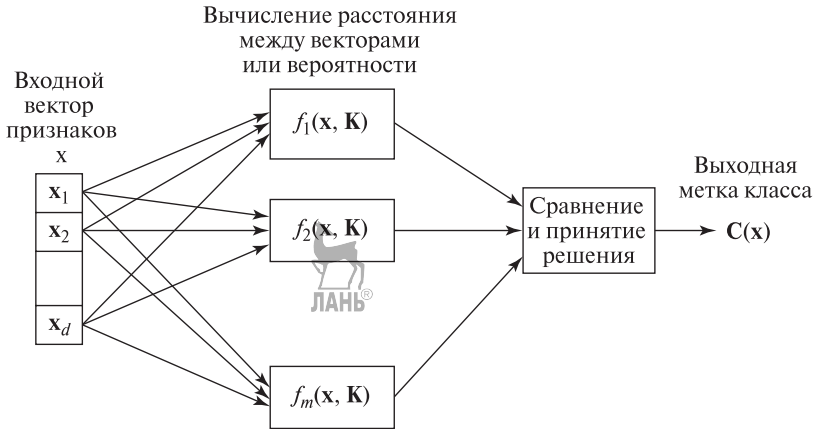 Вычисление расстояния
между векторами
или вероятности
Входной
вектор
признаков
x
x1
x2
xd
f1(x, K)
f2(x, K)
fm(x, K)
ЛАНЬ®
Сравнение
и принятие
решения
Выходная
метка класса
C(x)